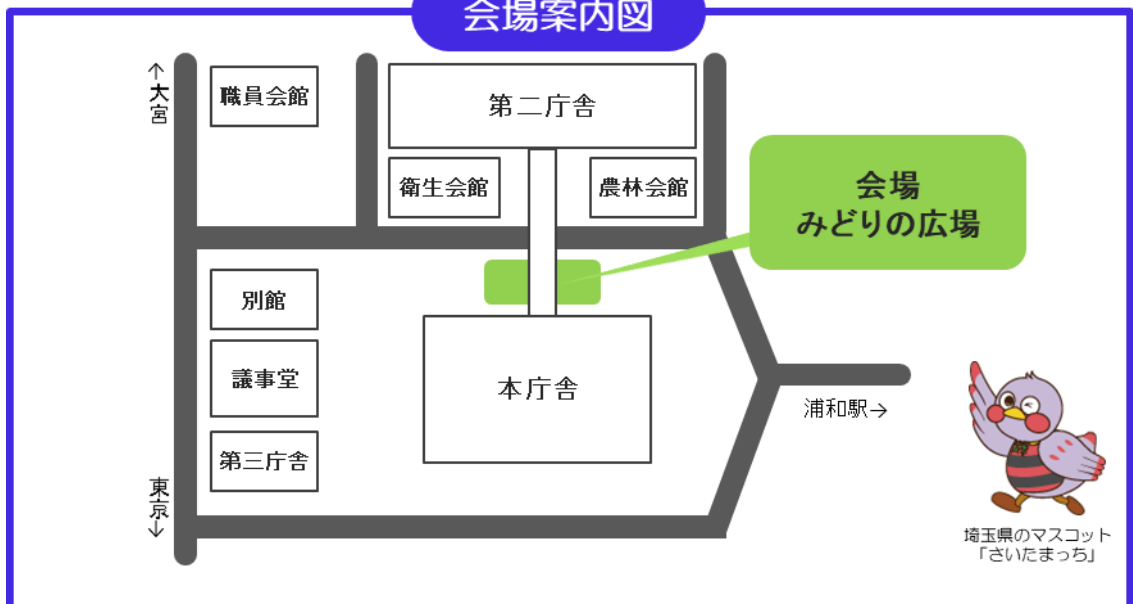 会場案内図
↑大宮
職員会館
第二庁舎
衛生会館
農林会館
会場
みどりの広場
別館
議事堂
本庁舎
浦和駅→
第三庁舎
東京↓
埼玉県のマスコット
「さいたまっち」